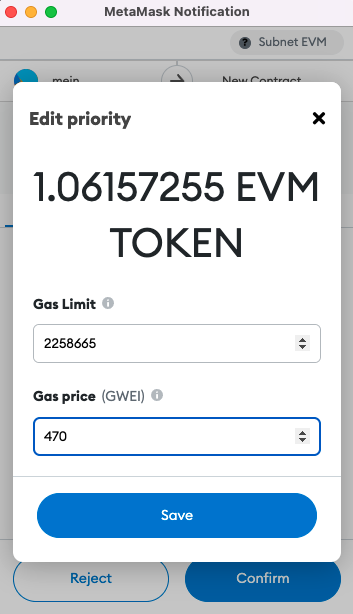 MetaMask Notification
? Subnet EVM
mein
New Contract
Edit priority
1.06157255 EVM
TOKEN
Gas Limit
2258665
Gas price (GWEI)
470
Save
Reject
Confirm